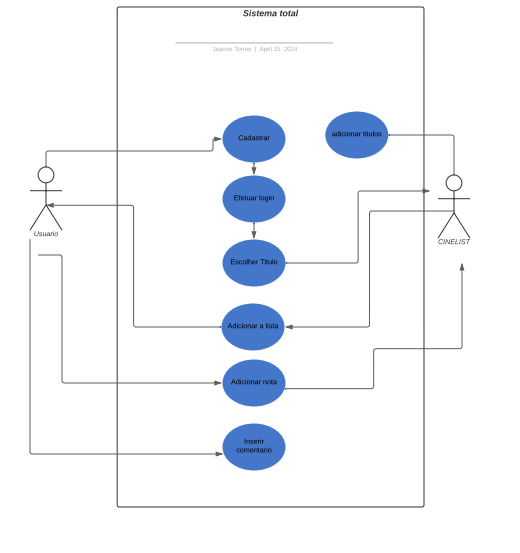 Sistema total
Jeanne Torres | April 15, 2024
Cadastrar
adicionar titulos
Efetuar login
Usuario
CINELIST
Escolher Titulo
Adicionar a lista
Adicionar nota
Inserir
comentario